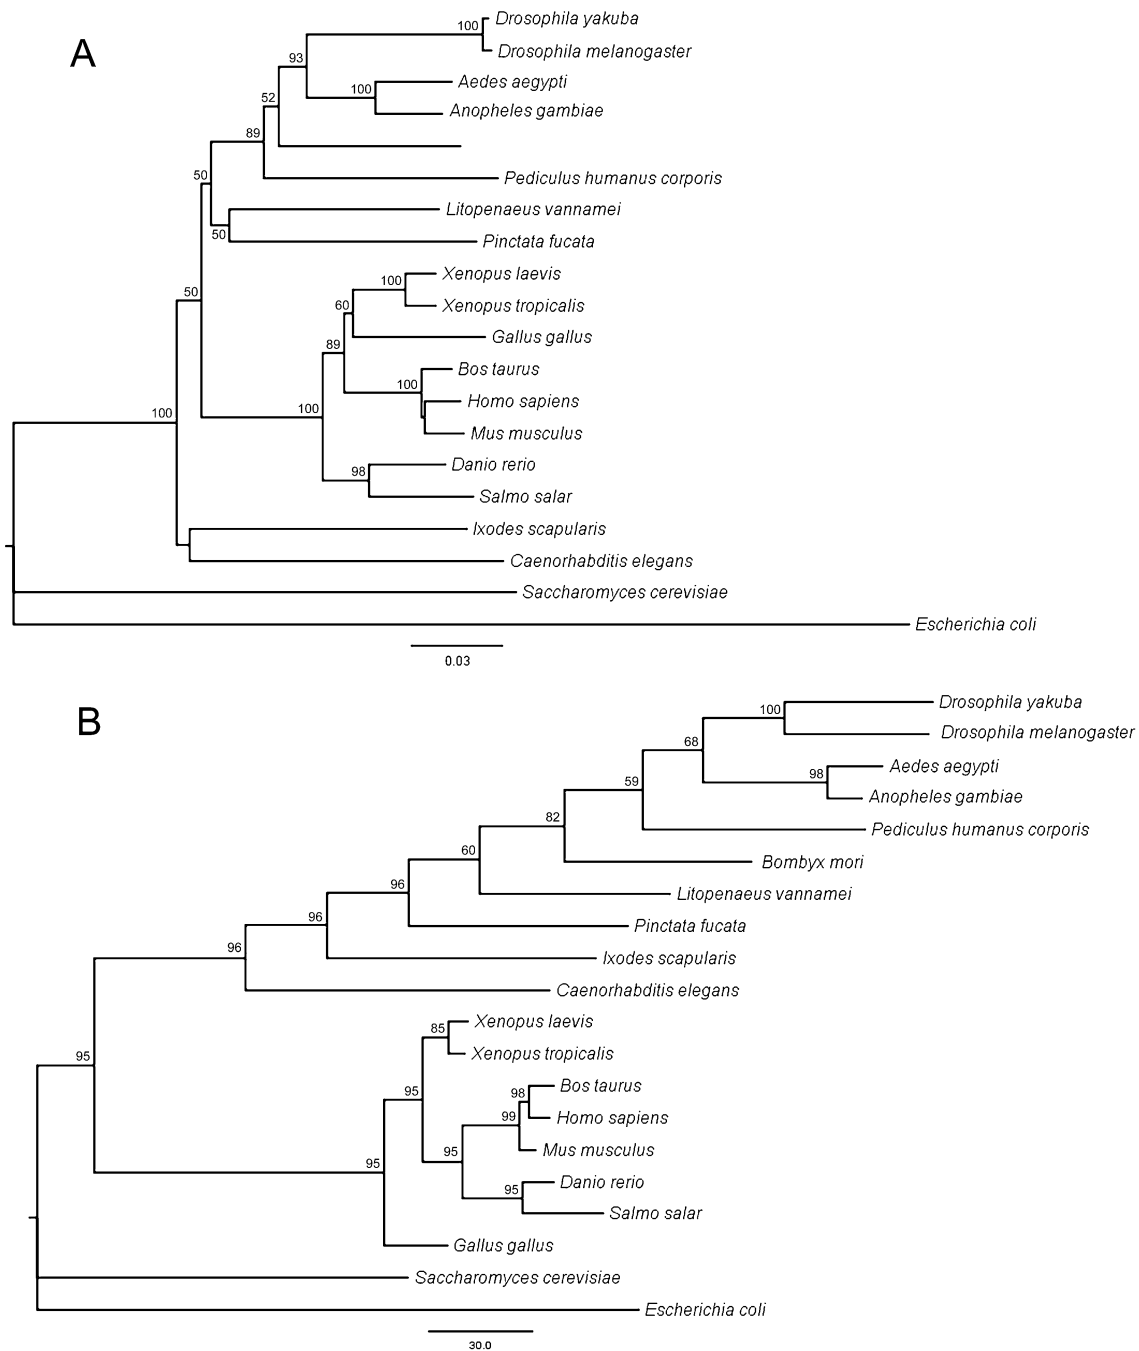 A
100
Drosophila yakuba
Drosophila melanogaster
93
100
Aedes aegypti
Anopheles gambiae
52
89
Pediculus humanus corporis
50
Litopenaeus vannamei
50
Pinctata fucata
100
Xenopus laevis
Xenopus tropicalis
60
Gallus gallus
89
Bos taurus
100
Homo sapiens
Mus musculus
100
Danio rerio
98
Salmo salar
50
Ixodes scapularis
Caenorhabditis elegans
100
Saccharomyces cerevisiae
Escherichia coli
0.03
B
Drosophila yakuba
100
Drosophila melanogaster
68
Aedes aegypti
98
Anopheles gambiae
59
Pediculus humanus corporis
82
Bombyx mori
60
Litopenaeus vannamei
96
Pinctata fucata
96
Ixodes scapularis
96
Caenorhabditis elegans
95
Xenopus laevis
85
Xenopus tropicalis
95
Bos taurus
98
Homo sapiens
99
Mus musculus
95
Danio rerio
95
Salmo salar
95
Gallus gallus
Saccharomyces cerevisiae
Escherichia coli
30.0